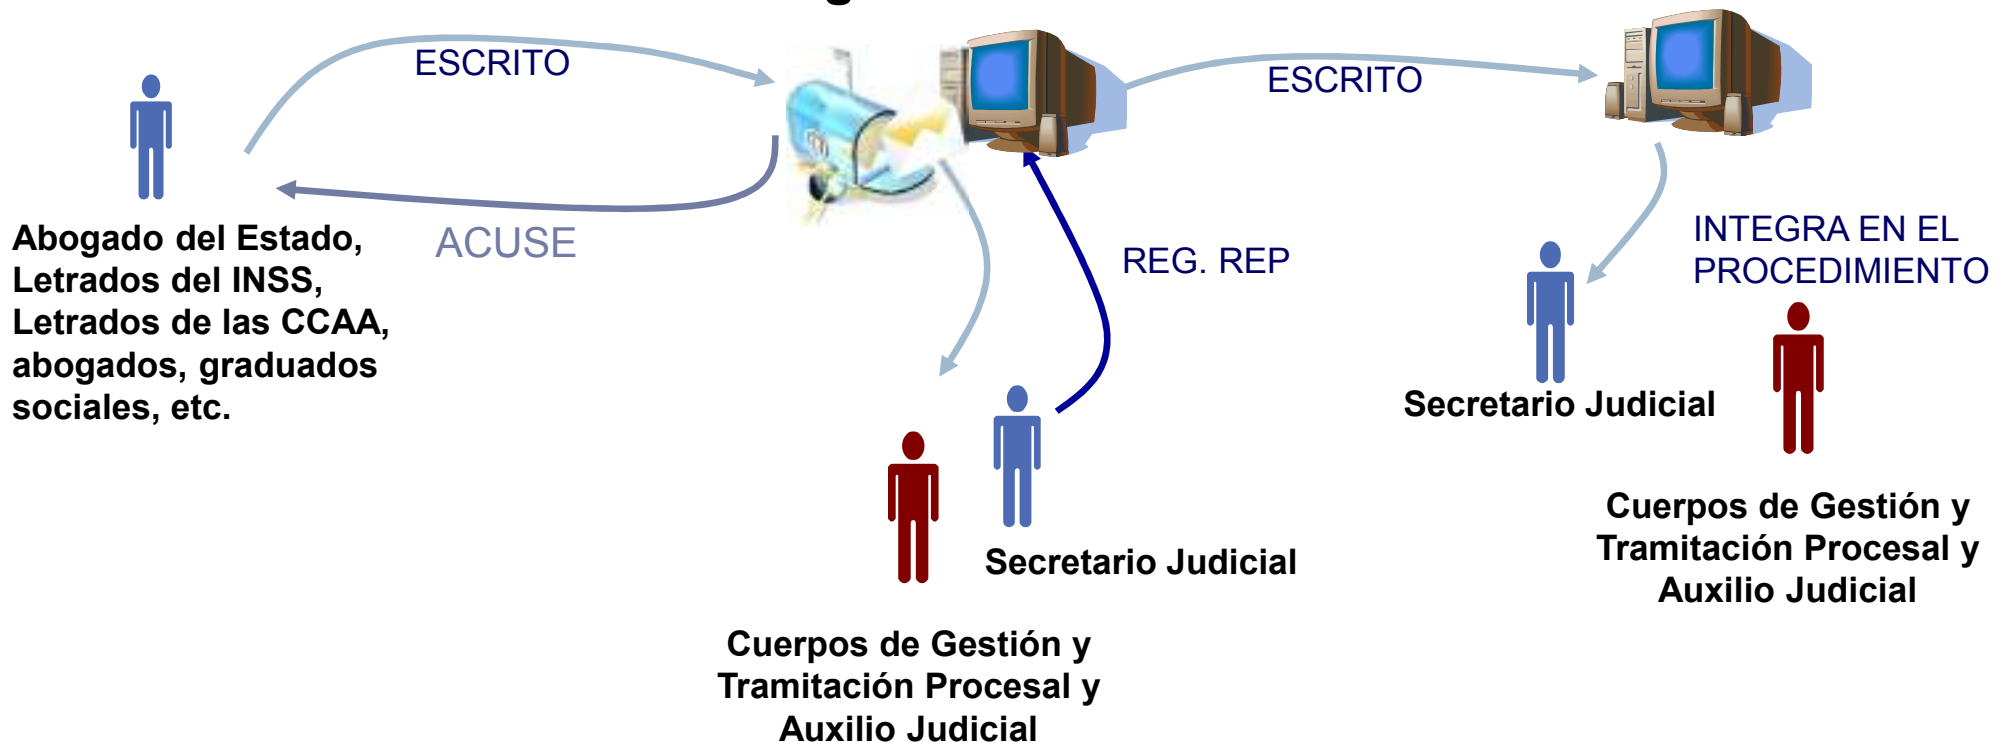 ESCRITO
ESCRITO
Abogado del Estado,
Letrados del INSS,
Letrados de las CCAA,
abogados, graduados
sociales, etc.
ACUSE
REG. REP
INTEGRA EN EL
PROCEDIMIENTO
Secretario Judicial
Cuerpos de Gestión y
Tramitación Procesal y
Auxilio Judicial
Secretario Judicial
Cuerpos de Gestión y
Tramitación Procesal y
Auxilio Judicial